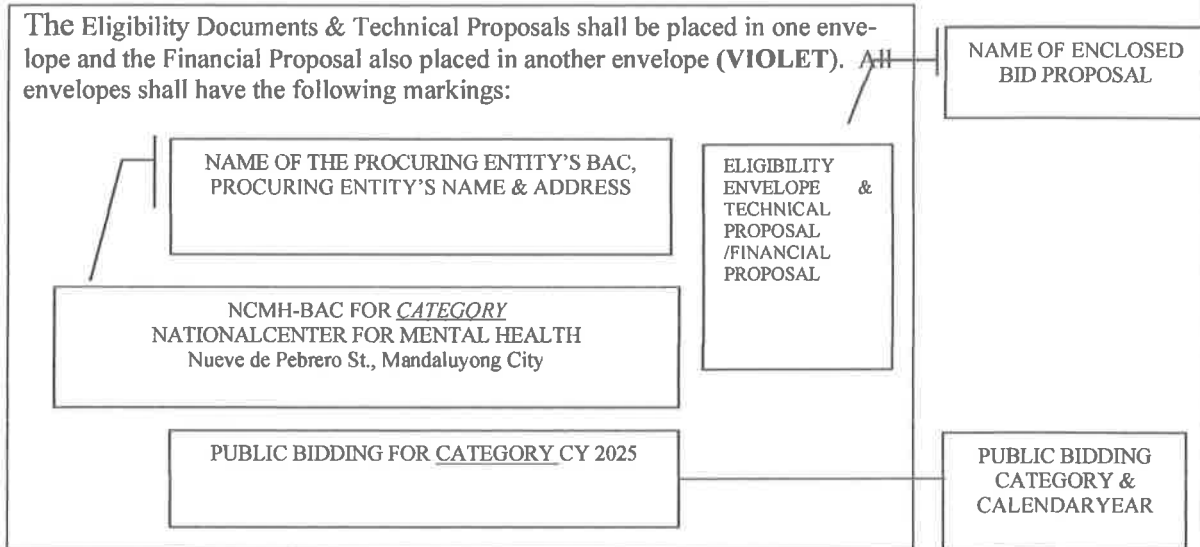 The Eligibility Documents & Technical Proposals shall be placed in one enve-
lope and the Financial Proposal also placed in another envelope (VIOLET). All
envelopes shall have the following markings:
NAME OF ENCLOSED
BID PROPOSAL
NAME OF THE PROCURING ENTITY'S BAC,
PROCURING ENTITY'S NAME & ADDRESS
ELIGIBILITY
ENVELOPE &
TECHNICAL
PROPOSAL
/FINANCIAL
PROPOSAL
NCMH-BAC FOR CATEGORY
NATIONALCENTER FOR MENTAL HEALTH
Nueve de Pebrero St., Mandaluyong City
PUBLIC BIDDING FOR CATEGORY CY 2025
PUBLIC BIDDING
CATEGORY &
CALENDARYEAR